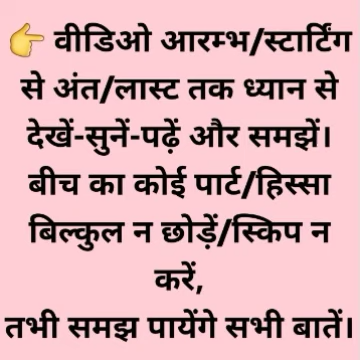 👉 वीडिओ आरम्भ/स्टार्टिंग
से अंत/लास्ट तक ध्यान से
देखें-सुनें-पढ़ें और समझें।
बीच का कोई पार्ट/हिस्सा
बिल्कुल न छोड़ें/स्किप न
करें,
तभी समझ पायेंगे सभी बातें।